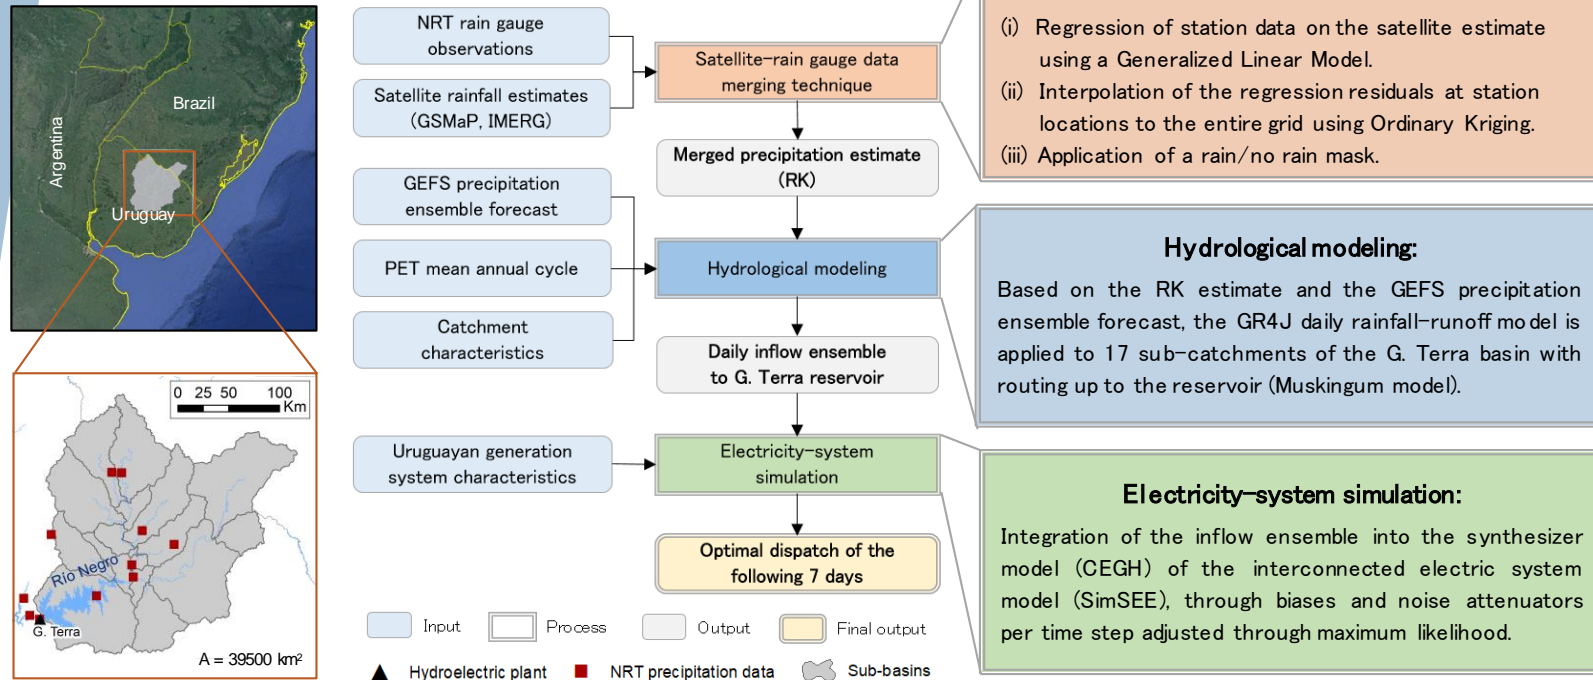 Brazil
Argentina
Uruguay
0 25 50 100
Km
Río Negro
G. Terra
A = 39500 km²
NRT rain gauge
observations
Satellite rainfall estimates
(GSMaP, IMERG)
Satellite-rain gauge data
merging technique
Merged precipitation estimate
(RK)
GEFS precipitation
ensemble forecast
PET mean annual cycle
Catchment
characteristics
Hydrological modeling
Daily inflow ensemble
to G. Terra reservoir
Uruguayan generation
system characteristics
Electricity-system
simulation
Optimal dispatch of the
following 7 days
Input
Process
Output
Final output
Hydroelectric plant
NRT precipitation data
Sub-basins
(i) Regression of station data on the satellite estimate
using a Generalized Linear Model.
(ii) Interpolation of the regression residuals at station
locations to the entire grid using Ordinary Kriging.
(iii) Application of a rain/no rain mask.
Hydrological modeling:
Based on the RK estimate and the GEFS precipitation
ensemble forecast, the GR4J daily rainfall-runoff model is
applied to 17 sub-catchments of the G. Terra basin with
routing up to the reservoir (Muskingum model).
Electricity-system simulation:
Integration of the inflow ensemble into the synthesizer
model (CEGH) of the interconnected electric system
model (SimSEE), through biases and noise attenuators
per time step adjusted through maximum likelihood.